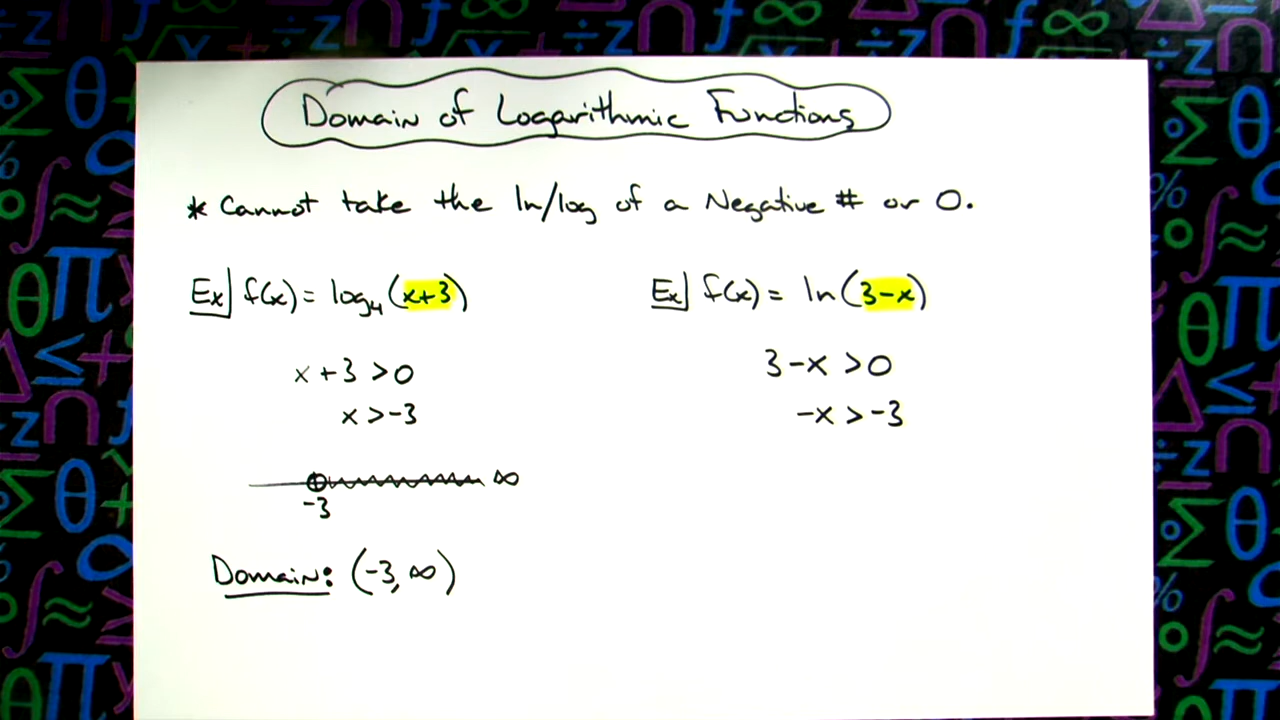 Domain of Logarithmic Functions
* Cannot take the ln/log of a Negative # or 0.
Ex| f(x) = log₄(x+3)
x+3 >0
x >-3
-3 ∞
Domain: (-3, ∞)
Ex| f(x) = ln(3-x)
3-x >0
-x > -3